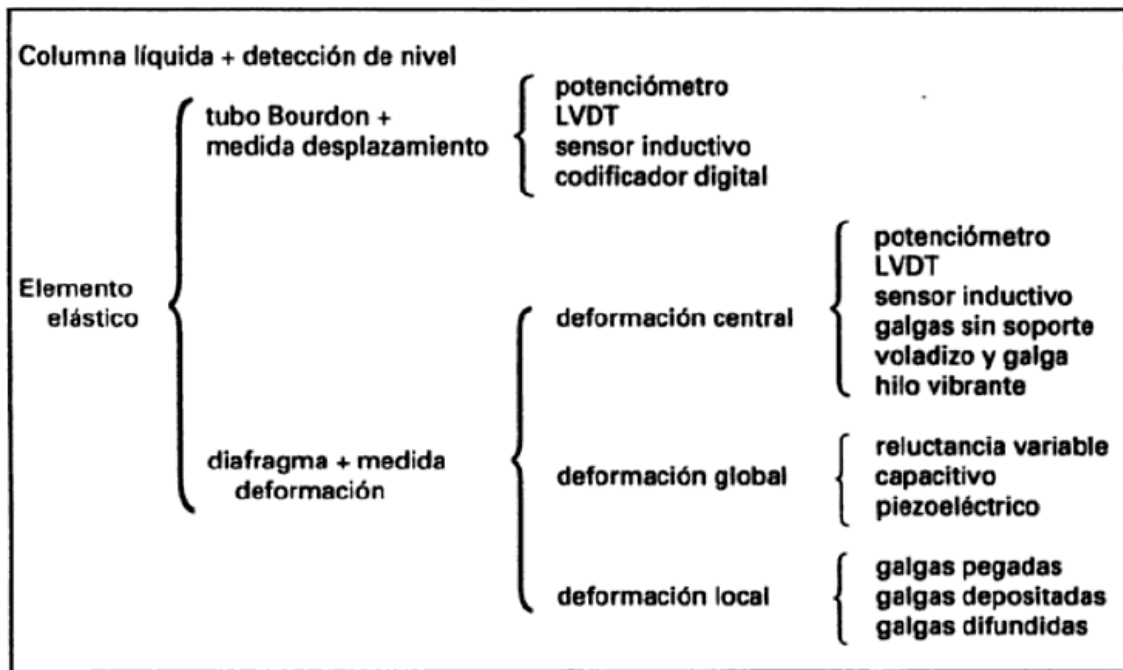 Columna líquida + detección de nivel
Elemento
elástico
tubo Bourdon +
medida desplazamiento
potenciómetro
LVDT
sensor inductivo
codificador digital
diafragma + medida
deformación
deformación central
potenciómetro
LVDT
sensor inductivo
galgas sin soporte
voladizo y galga
hilo vibrante
deformación global
reluctancia variable
capacitivo
piezoeléctrico
deformación local
galgas pegadas
galgas depositadas
galgas difundidas